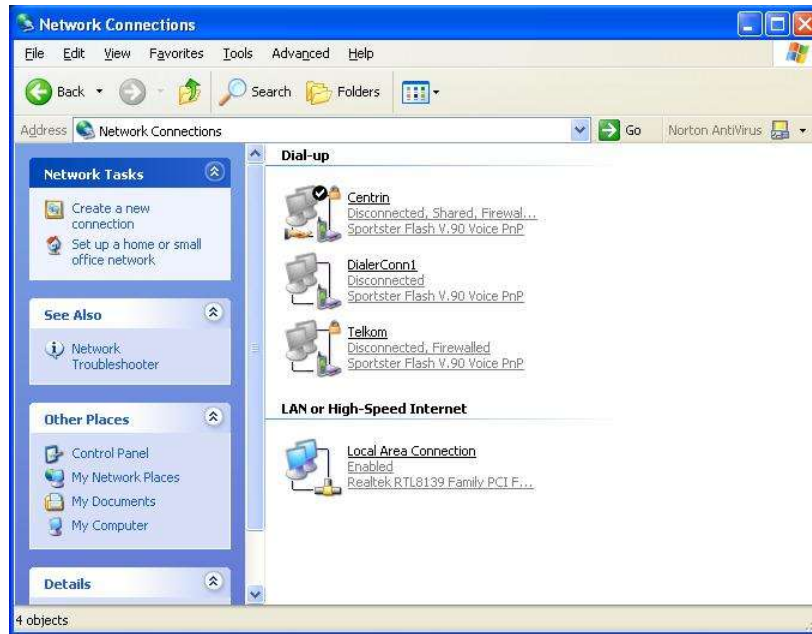 Network Connections
File Edit View Favorites Tools Advanced Help
Back Search Folders
Address Network Connections Go Norton AntiVirus
Network Tasks
Create a new
connection
Set up a home or small
office network
See Also
Network
Troubleshooter
Other Places
Control Panel
My Network Places
My Documents
My Computer
Details
Dial-up
Centrin
Disconnected, Shared, Firewal...
Sportster Flash V.90 Voice PnP
DialerConn1
Disconnected
Sportster Flash V.90 Voice PnP
Telkom
Disconnected, Firewalled
Sportster Flash V.90 Voice PnP
LAN or High-Speed Internet
Local Area Connection
Enabled
Realtek RTL8139 Family PCI F...
4 objects